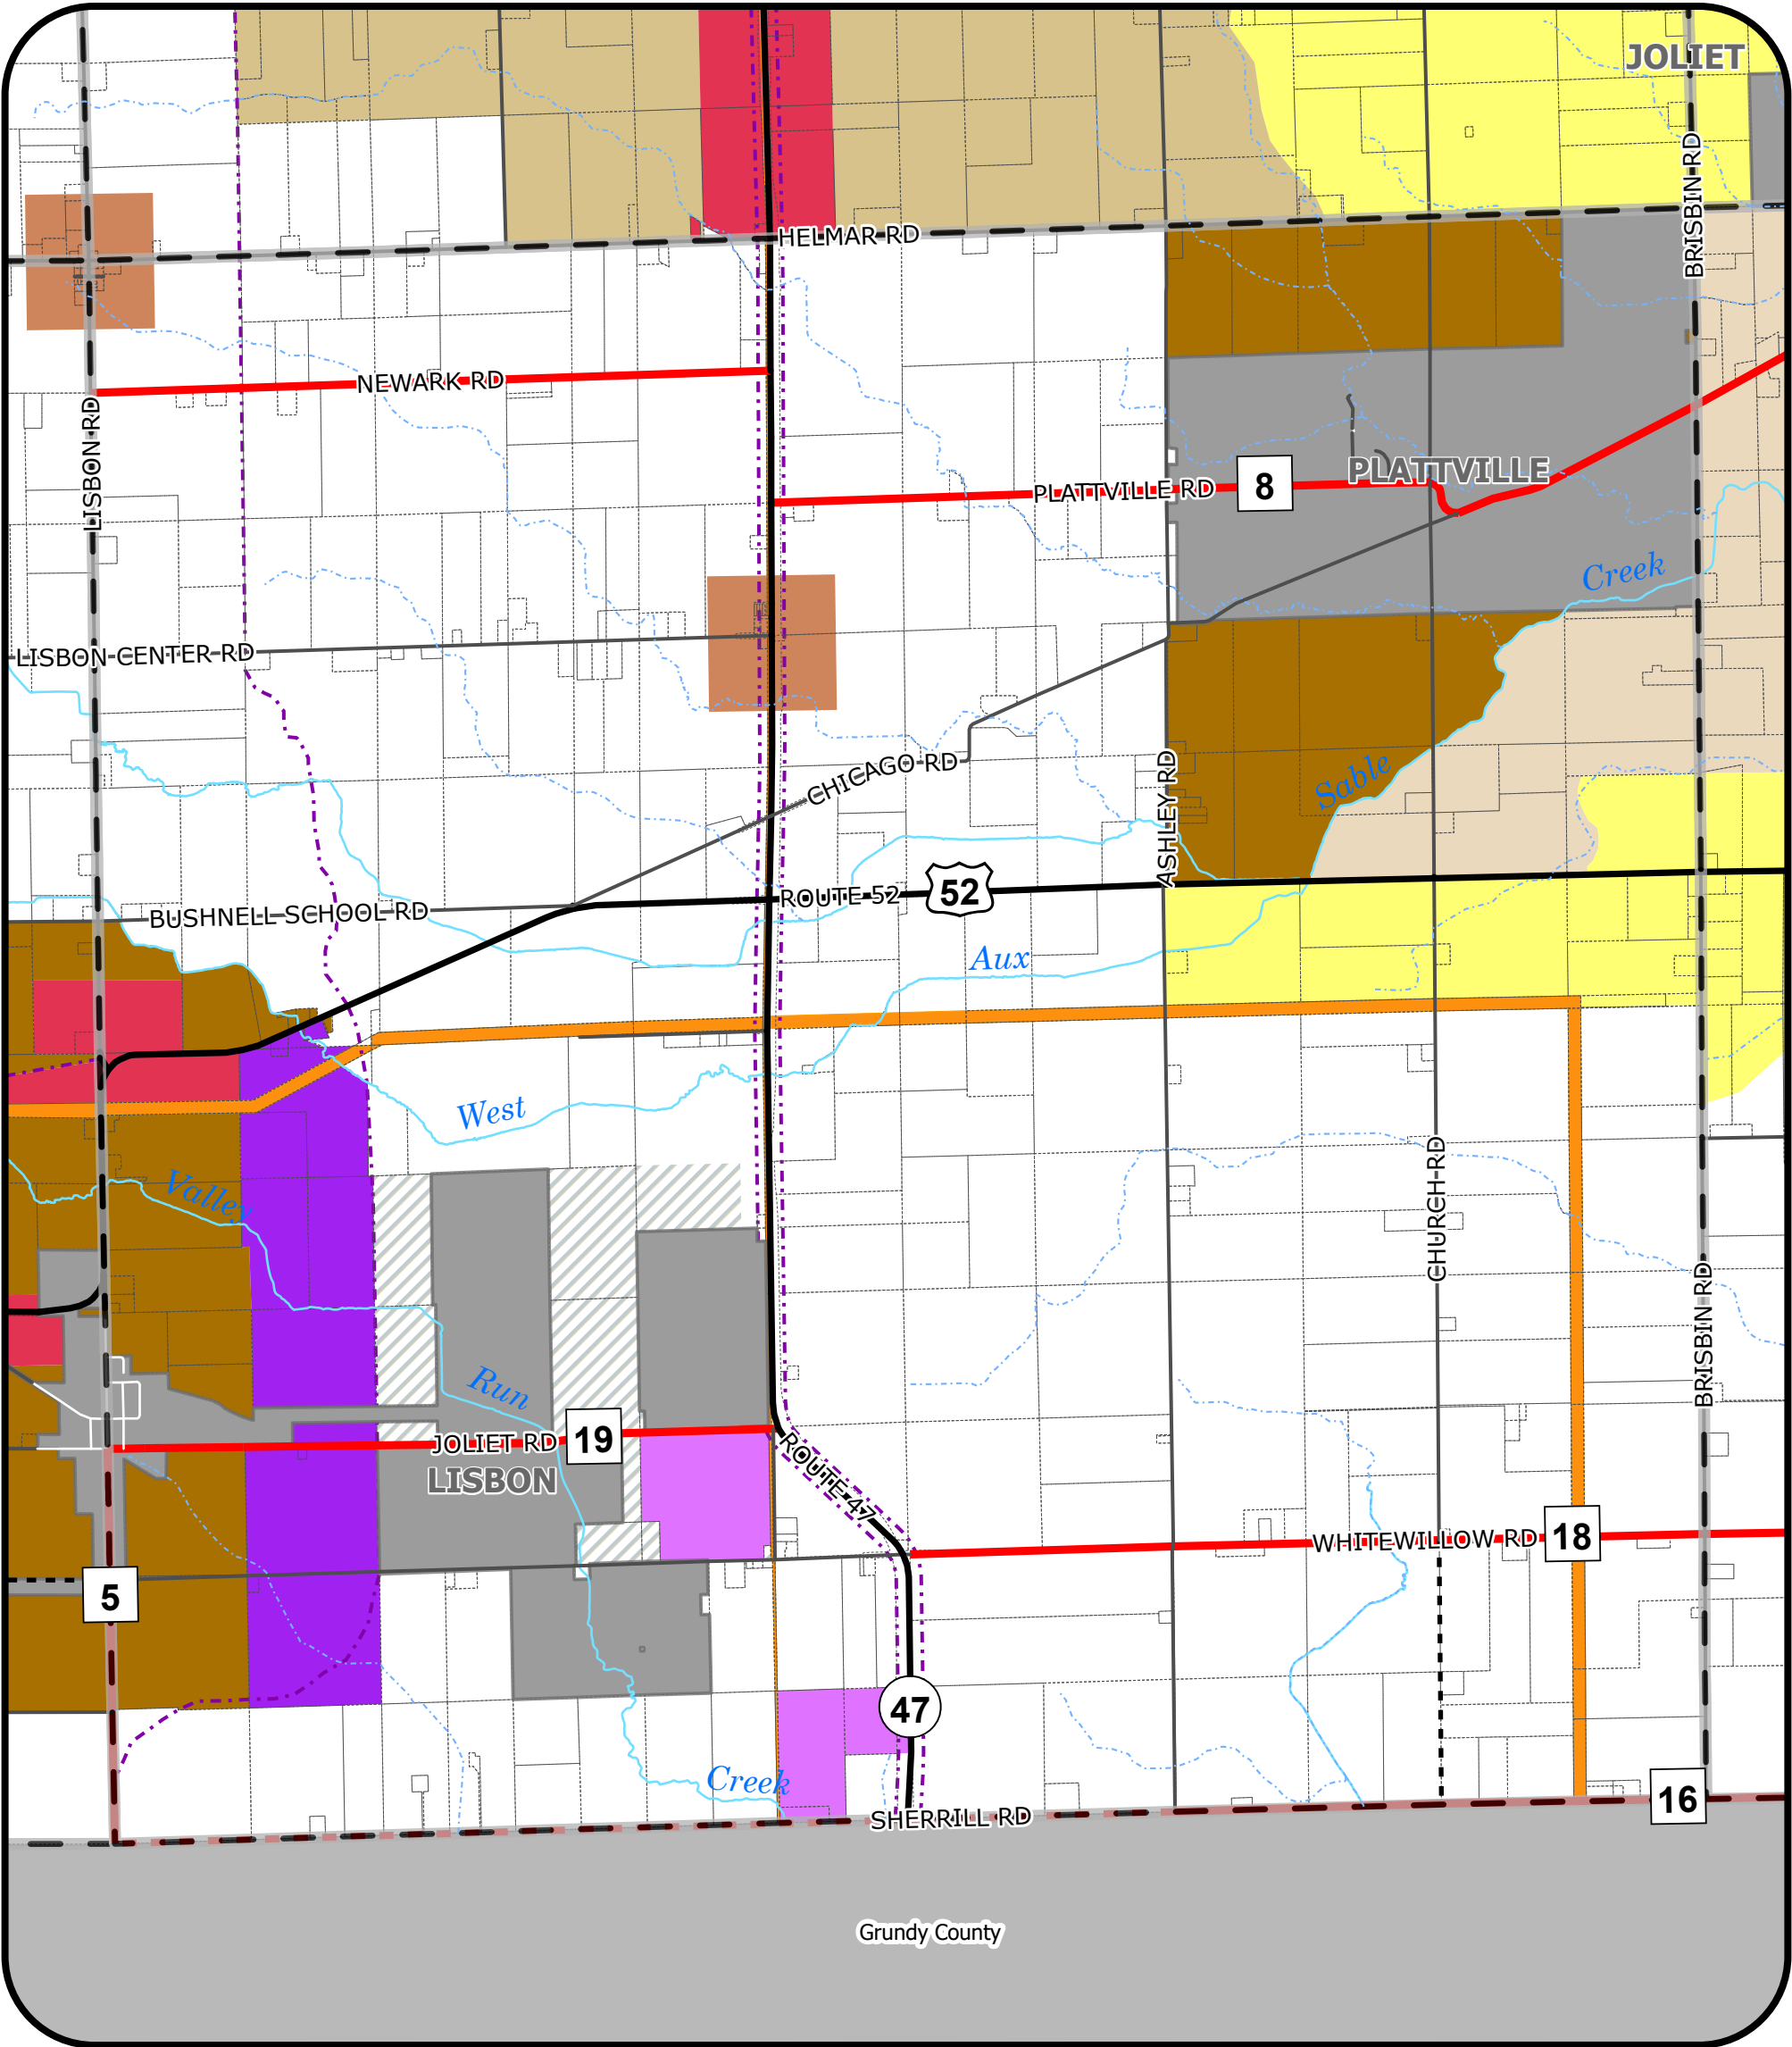 JOLIET
BRISBIN RD
HELMAR RD
NEWARK RD
LISBON RD
PLATTVILLE RD
8
PLATTVILLE
Creek
LISBON CENTER RD
CHICAGO RD
Sable
ASHLEY RD
ROUTE 52
52
BUSHNELL SCHOOL RD
Aux
West
Valley
CHURCH RD
BRISBIN RD
Run
JOLIET RD
19
LISBON
ROUTE 47
WHITEWILLOW RD
18
5
47
Creek
SHERRILL RD
16
Grundy County